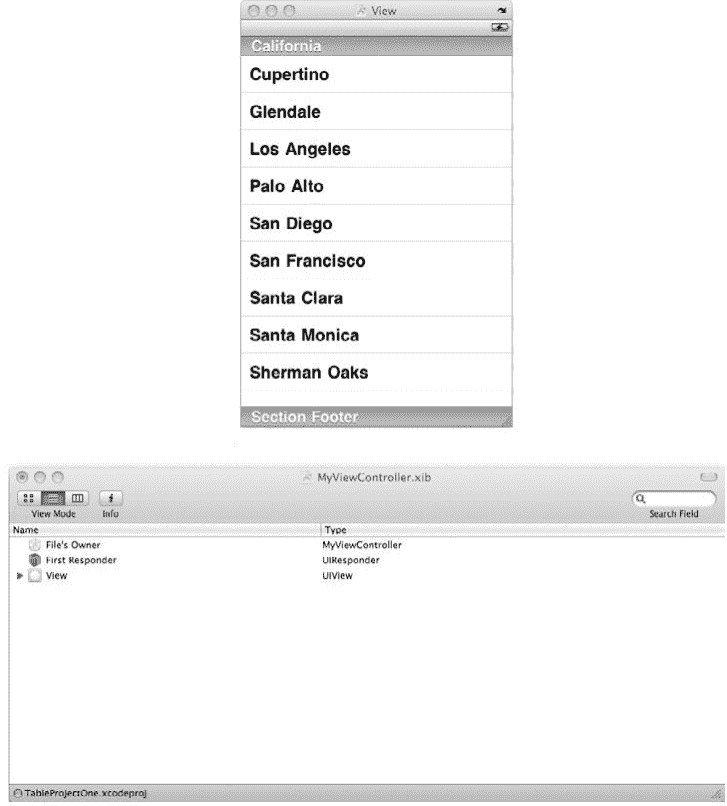 View
California
Cupertino
Glendale
Los Angeles
Palo Alto
San Diego
San Francisco
Santa Clara
Santa Monica
Sherman Oaks
Section Footer
MyViewController.xib
View Mode Info Search Field
Name Type
File's Owner MyViewController
First Responder UIResponder
View UIView
TableProjectOne.xcodeproj